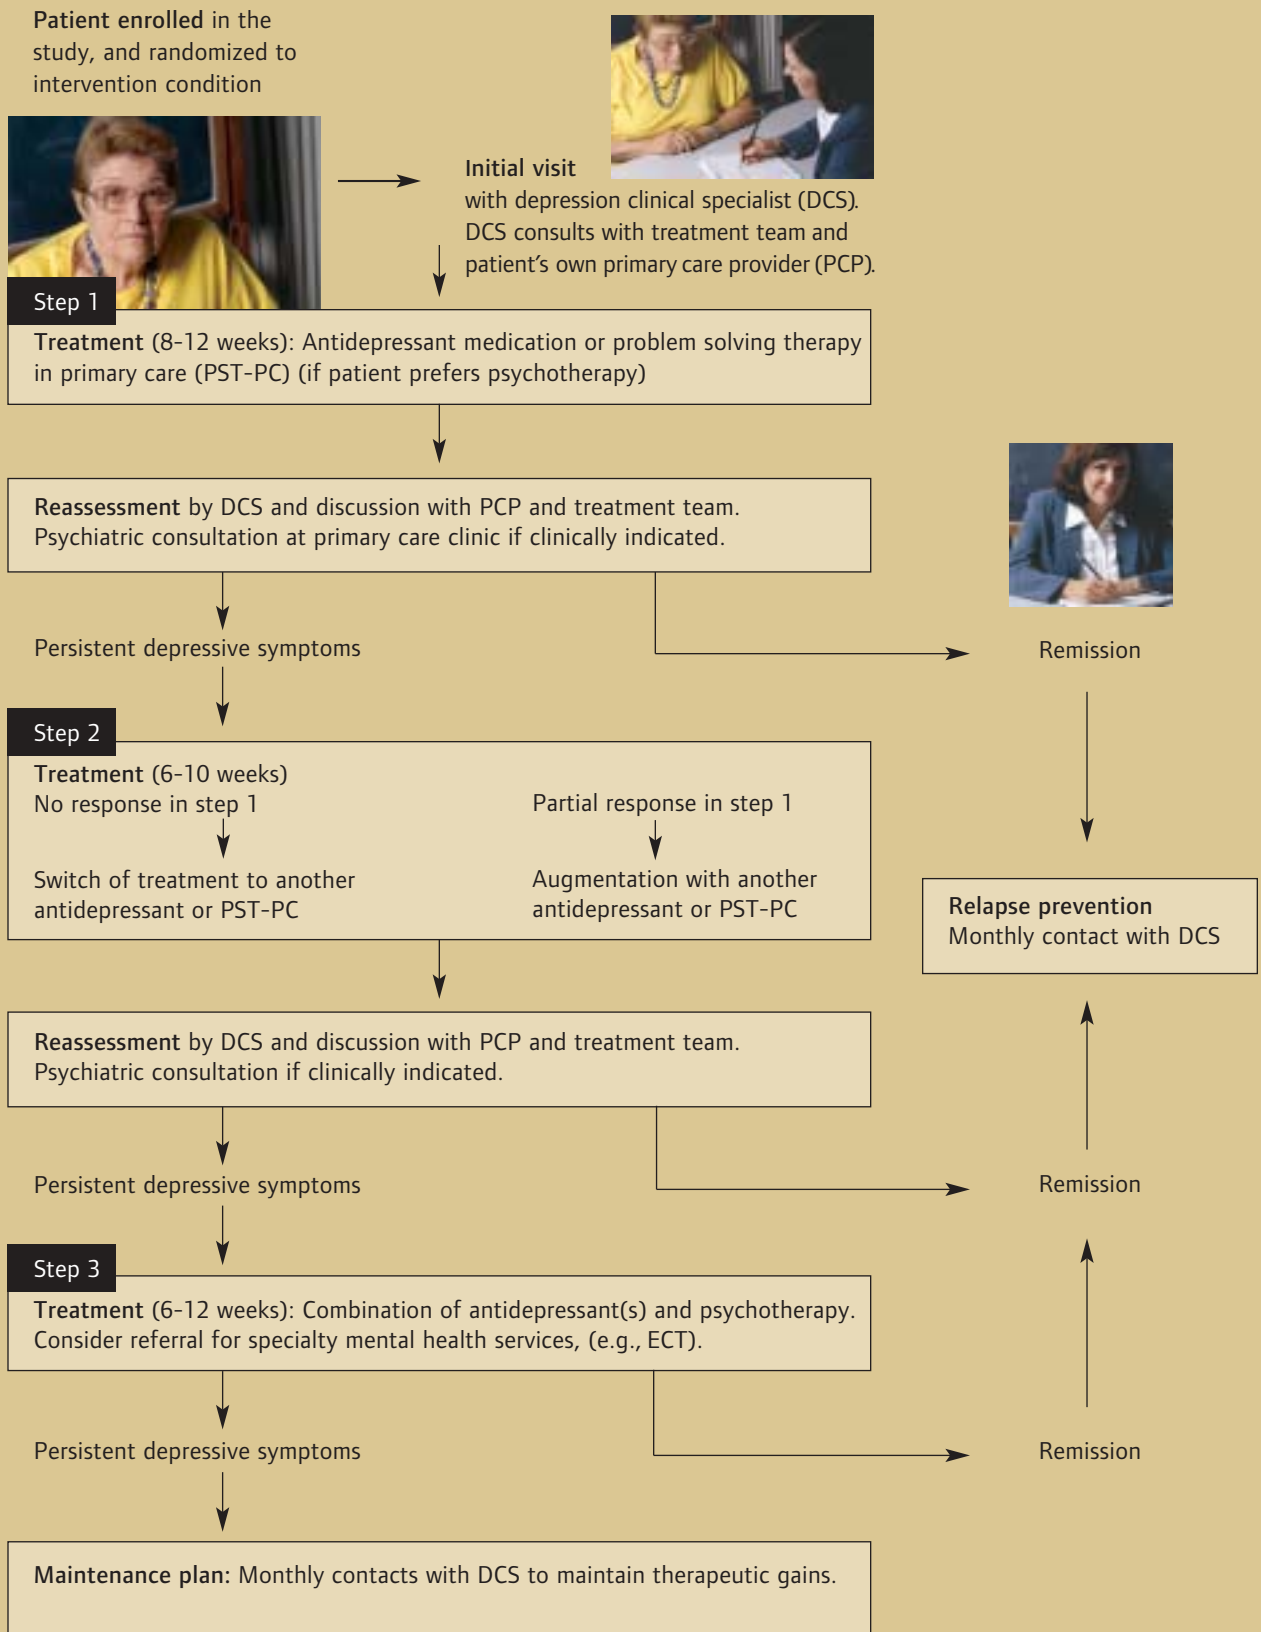 Patient enrolled in the
study, and randomized to
intervention condition
Initial visit
with depression clinical specialist (DCS).
DCS consults with treatment team and
patient's own primary care provider (PCP).
Step 1
Treatment (8-12 weeks): Antidepressant medication or problem solving therapy
in primary care (PST-PC) (if patient prefers psychotherapy)
Reassessment by DCS and discussion with PCP and treatment team.
Psychiatric consultation at primary care clinic if clinically indicated.
Persistent depressive symptoms
Remission
Step 2
Treatment (6-10 weeks)
No response in step 1
Partial response in step 1
Switch of treatment to another
antidepressant or PST-PC
Augmentation with another
antidepressant or PST-PC
Relapse prevention
Monthly contact with DCS
Reassessment by DCS and discussion with PCP and treatment team.
Psychiatric consultation if clinically indicated.
Persistent depressive symptoms
Remission
Step 3
Treatment (6-12 weeks): Combination of antidepressant(s) and psychotherapy.
Consider referral for specialty mental health services, (e.g., ECT).
Persistent depressive symptoms
Remission
Maintenance plan: Monthly contacts with DCS to maintain therapeutic gains.